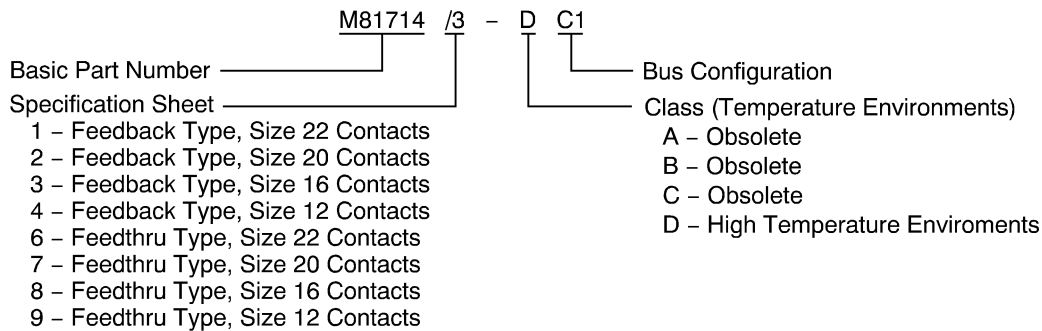 M81714 /3 – D C1
Basic Part Number
Specification Sheet
1 – Feedback Type, Size 22 Contacts
2 – Feedback Type, Size 20 Contacts
3 – Feedback Type, Size 16 Contacts
4 – Feedback Type, Size 12 Contacts
6 – Feedthru Type, Size 22 Contacts
7 – Feedthru Type, Size 20 Contacts
8 – Feedthru Type, Size 16 Contacts
9 – Feedthru Type, Size 12 Contacts
Bus Configuration
Class (Temperature Environments)
A – Obsolete
B – Obsolete
C – Obsolete
D – High Temperature Enviroments